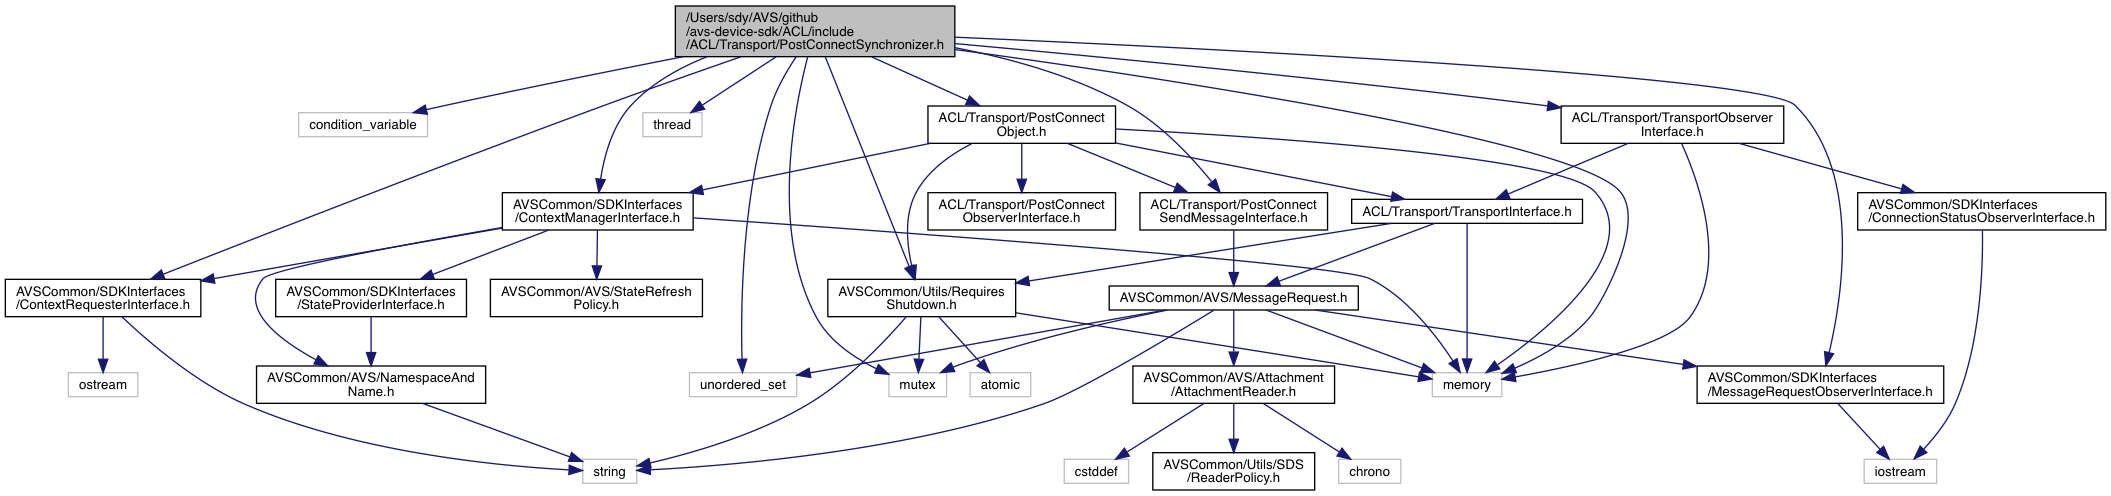 /Users/sdy/AVS/github
/avs-device-sdk/ACL/include
/ACL/Transport/PostConnectSynchronizer.h
condition_variable
thread
ACL/Transport/PostConnect
Object.h
ACL/Transport/TransportObserver
Interface.h
AVSCommon/SDKInterfaces
/ContextManagerInterface.h
ACL/Transport/PostConnect
ObserverInterface.h
ACL/Transport/PostConnect
SendMessageInterface.h
ACL/Transport/TransportInterface.h
AVSCommon/SDKInterfaces
/ConnectionStatusObserverInterface.h
AVSCommon/SDKInterfaces
/ContextRequesterInterface.h
AVSCommon/SDKInterfaces
/StateProviderInterface.h
AVSCommon/AVS/StateRefresh
Policy.h
AVSCommon/Utils/Requires
Shutdown.h
AVSCommon/AVS/MessageRequest.h
ostream
AVSCommon/AVS/NamespaceAnd
Name.h
unordered_set
mutex
atomic
AVSCommon/AVS/Attachment
/AttachmentReader.h
memory
AVSCommon/SDKInterfaces
/MessageRequestObserverInterface.h
string
cstddef
AVSCommon/Utils/SDS
/ReaderPolicy.h
chrono
iostream